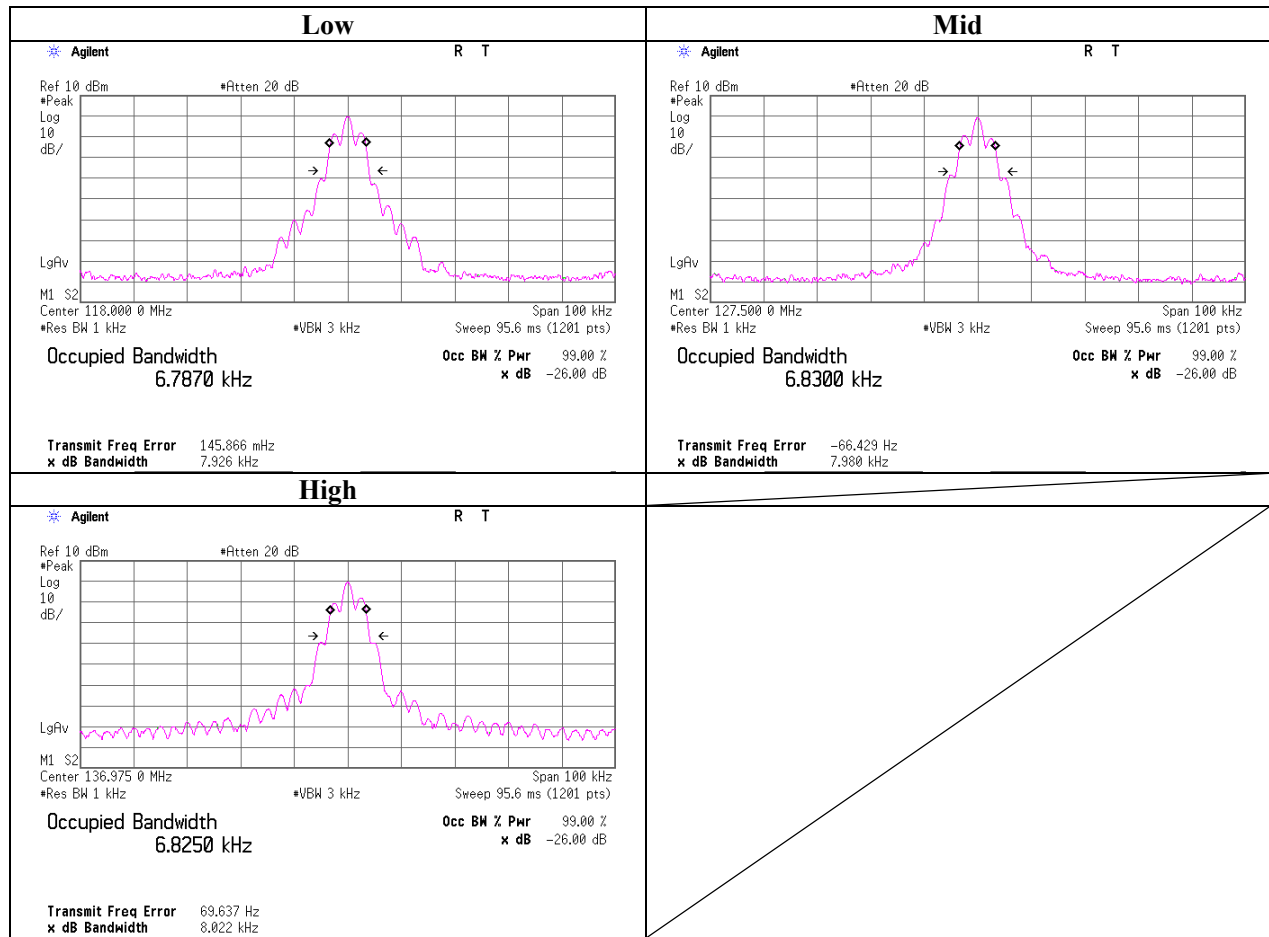 Low
Agilent R T
Ref 10 dBm #Atten 20 dB
#Peak
Log
10
dB/
LgAv
M1 S2
Center 118.000 0 MHz Span 100 kHz
#Res BW 1 kHz #VBW 3 kHz Sweep 95.6 ms (1201 pts)
Occupied Bandwidth Occ BW % Pwr 99.00 %
6.7870 kHz x dB -26.00 dB
Transmit Freq Error 145.866 mHz
x dB Bandwidth 7.926 kHz
Mid
Agilent R T
Ref 10 dBm #Atten 20 dB
#Peak
Log
10
dB/
LgAv
M1 S2
Center 127.500 0 MHz Span 100 kHz
#Res BW 1 kHz #VBW 3 kHz Sweep 95.6 ms (1201 pts)
Occupied Bandwidth Occ BW % Pwr 99.00 %
6.8300 kHz x dB -26.00 dB
Transmit Freq Error -66.429 Hz
x dB Bandwidth 7.980 kHz
High
Agilent R T
Ref 10 dBm #Atten 20 dB
#Peak
Log
10
dB/
LgAv
M1 S2
Center 136.975 0 MHz Span 100 kHz
#Res BW 1 kHz #VBW 3 kHz Sweep 95.6 ms (1201 pts)
Occupied Bandwidth Occ BW % Pwr 99.00 %
6.8250 kHz x dB -26.00 dB
Transmit Freq Error 69.637 Hz
x dB Bandwidth 8.022 kHz